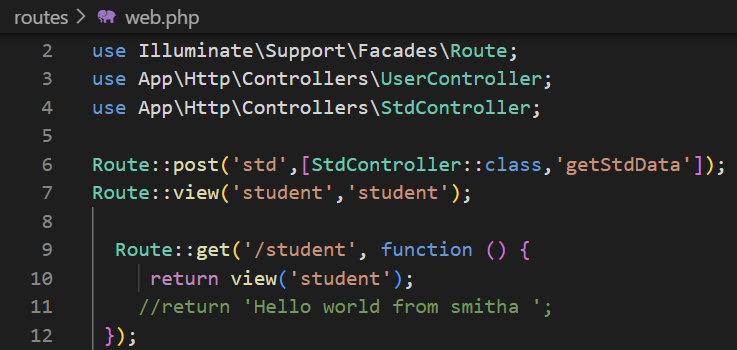 routes > web.php
2 use Illuminate\Support\Facades\Route;
3 use App\Http\Controllers\UserController;
4 use App\Http\Controllers\StdController;
5
6 Route::post('std',[StdController::class,'getStdData']);
7 Route::view('student','student');
8
9 Route::get('/student', function () {
10 return view('student');
11 //return 'Hello world from smitha ';
12 });